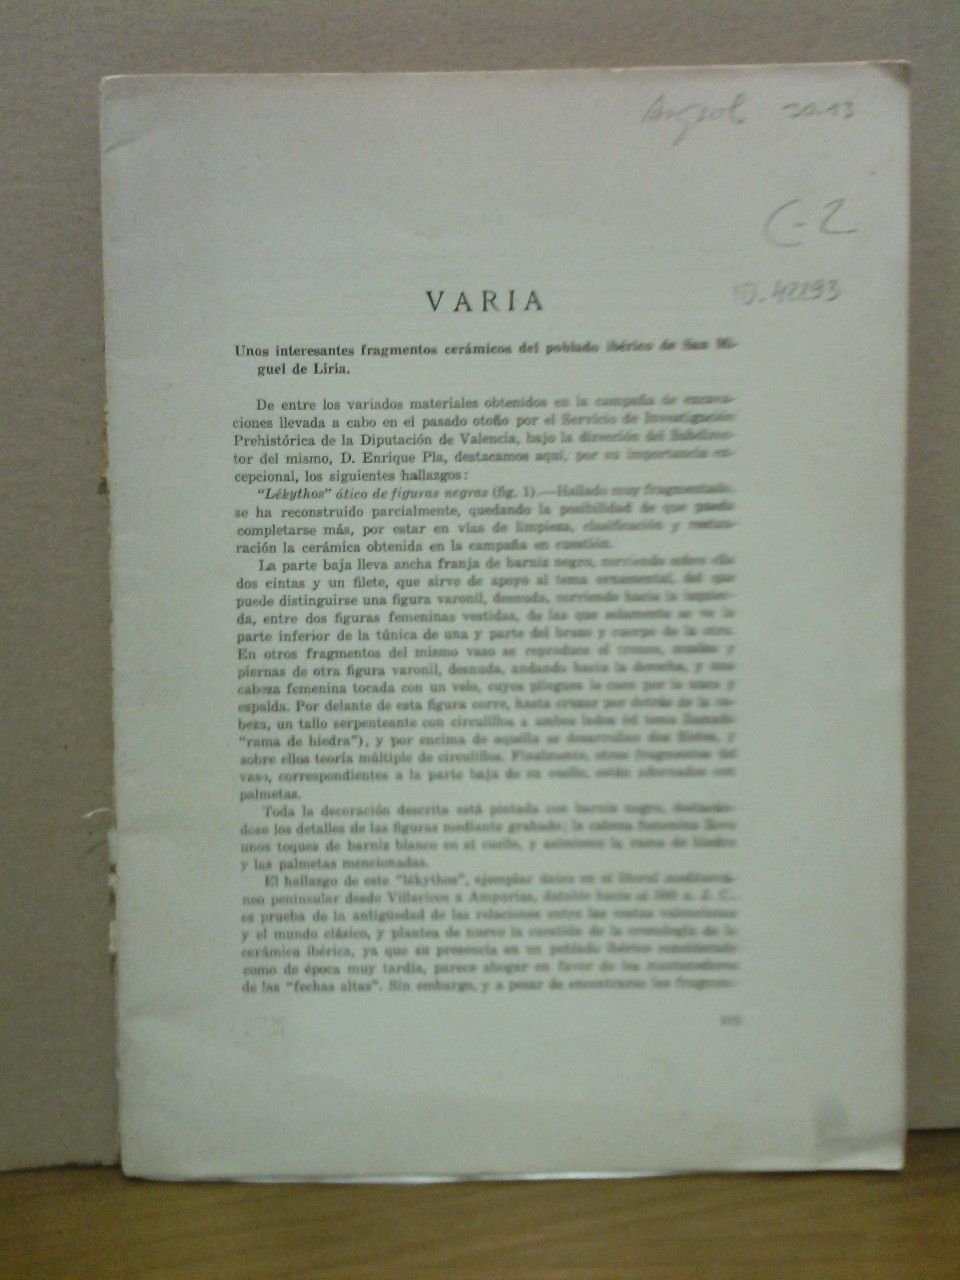 C-2
D. 42293
VARIA
Unos interesantes fragmentos cerámicos del poblado ibérico de San Mi-
guel de Liria.
De entre los variados materiales obtenidos en la campaña de excava-
ciones llevada a cabo en el pasado otoño por el Servicio de Investigación
Prehistórica de la Diputación de Valencia, bajo la dirección del Subdirec-
tor del mismo, D. Enrique Pla, destacamos aquí, por su importancia ex-
cepcional, los siguientes hallazgos:
"Lékythos" ático de figuras negras (fig. 1).—Hallado muy fragmentado,
se ha reconstruído parcialmente, quedando la posibilidad de que pueda
completarse más, por estar en vías de limpieza, clasificación y restau-
ración la cerámica obtenida en la campaña en cuestión.
La parte baja lleva ancha franja de barniz negro, corriendo sobre ella
dos cintas y un filete, que sirve de apoyo al tema ornamental, del que
puede distinguirse una figura varonil, desnuda, corriendo hacia la izquier-
da, entre dos figuras femeninas vestidas, de las que solamente se ve la
parte inferior de la túnica de una y parte del brazo y cuerpo de la otra.
En otros fragmentos del mismo vaso se reproduce el tronco, muslos y
piernas de otra figura varonil, desnuda, andando hacia la derecha, y una
cabeza femenina tocada con un velo, cuyos pliegues le caen por la nuca y
espalda. Por delante de esta figura corre, hasta cruzar por detrás de la ca-
beza, un tallo serpenteante con circulillos a ambos lados (el tema llamado
"rama de hiedra"), y por encima de aquélla se desarrollan dos filetes, y
sobre ellos teoría múltiple de circulillos. Finalmente, otros fragmentos del
vaso, correspondientes a la parte baja de su cuello, están adornados con
palmetas.
Toda la decoración descrita está pintada con barniz negro, destacán-
dose los detalles de las figuras mediante grabado; la cabeza femenina lleva
unos toques de barniz blanco en el cuello, y asimismo la rama de hiedra
y las palmetas mencionadas.
El hallazgo de este "lékythos", ejemplar único en el litoral mediterrá-
neo peninsular desde Villaricos a Ampurias, datable hacia el 500 a. J. C.,
es prueba de la antigüedad de las relaciones entre las costas valencianas
y el mundo clásico, y plantea de nuevo la cuestión de la cronología de la
cerámica ibérica, ya que su presencia en un poblado ibérico considerado
como de época muy tardía, parece abogar en favor de los mantenedores
de las "fechas altas". Sin embargo, y a pesar de encontrarse los fragmen-